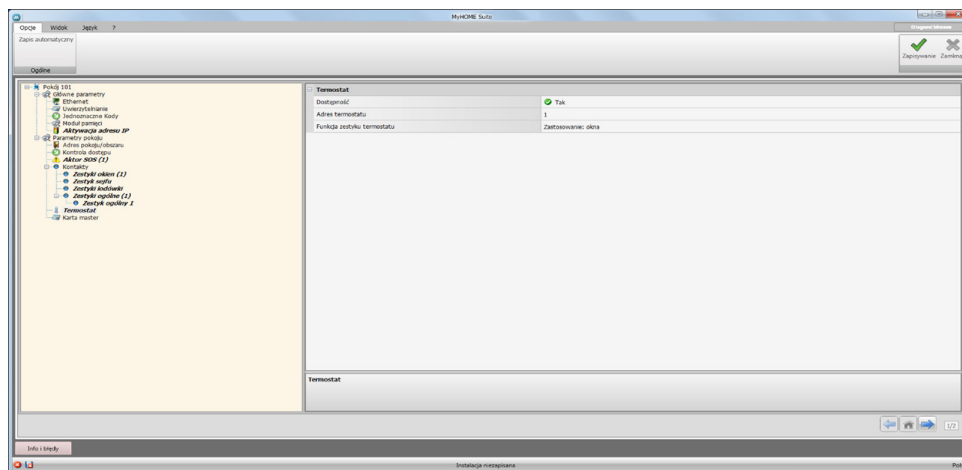 MyHOME Suite
Opcje Widok Język ?
Zapis automatyczny
Zapisywanie
Ogólne
Pokój 101
Główne parametry
Ethernet
Uwierzytelnianie
Jednoznaczne Kody
Moduł pamięci
Aktywacja adresu IP
Parametry pokoju
Adres pokoju/obszaru
Kontrola dostępu
Aktor SOS (1)
Kontakty
Zestyki okien (1)
Zestyk sejfu
Zestyki lodówki
Zestyki ogólne (1)
Zestyk ogólny 1
Termostat
Karta master
Termostat
Dostępność Tak
Adres termostatu 1
Funkcja zestyku termostatu Zastosowanie: okna
Termostat
1/2
Info i błędy
Instalacja niezapisana